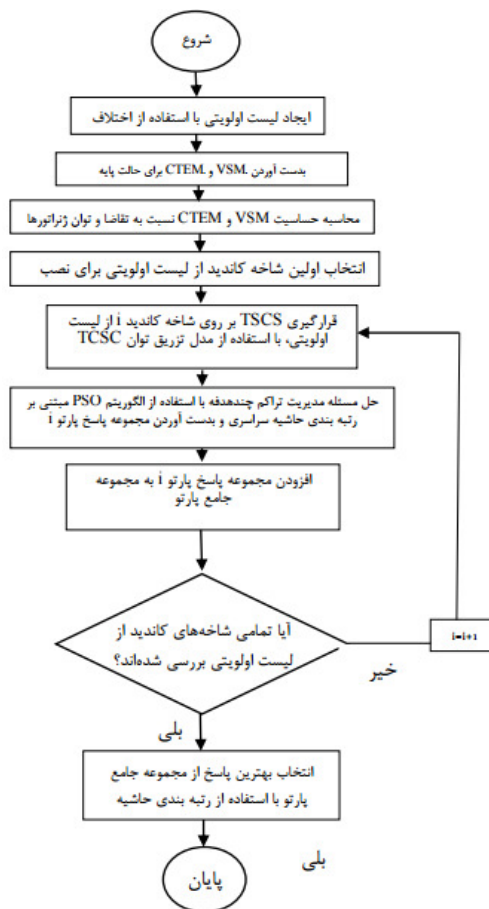 شروع
ایجاد لیست اولویتی با استفاده از اختلاف
بدست آوردن .VSM و .CTEM برای حالت پایه
محاسبه حساسیت VSM و CTEM نسبت به تقاضا و توان ژنراتورها
انتخاب اولین شاخه کاندید از لیست اولویتی برای نصب
قرارگیری TSCS بر روی شاخه کاندید i از لیست
اولویتی، با استفاده از مدل تزریق توان TCSC
حل مسئله مدیریت تراکم چندهدفه با استفاده از الگوریتم PSO مبتنی بر
رتبه بندی حاشیه سراسری و بدست آوردن مجموعه پاسخ پارتو i
افزودن مجموعه پاسخ پارتو i به مجموعه
جامع پارتو
آیا تمامی شاخه‌های کاندید از
لیست اولویتی بررسی شده‌اند؟
i=i+1
خیر
بلی
انتخاب بهترین پاسخ از مجموعه جامع
پارتو با استفاده از رتبه بندی حاشیه
بلی
پایان